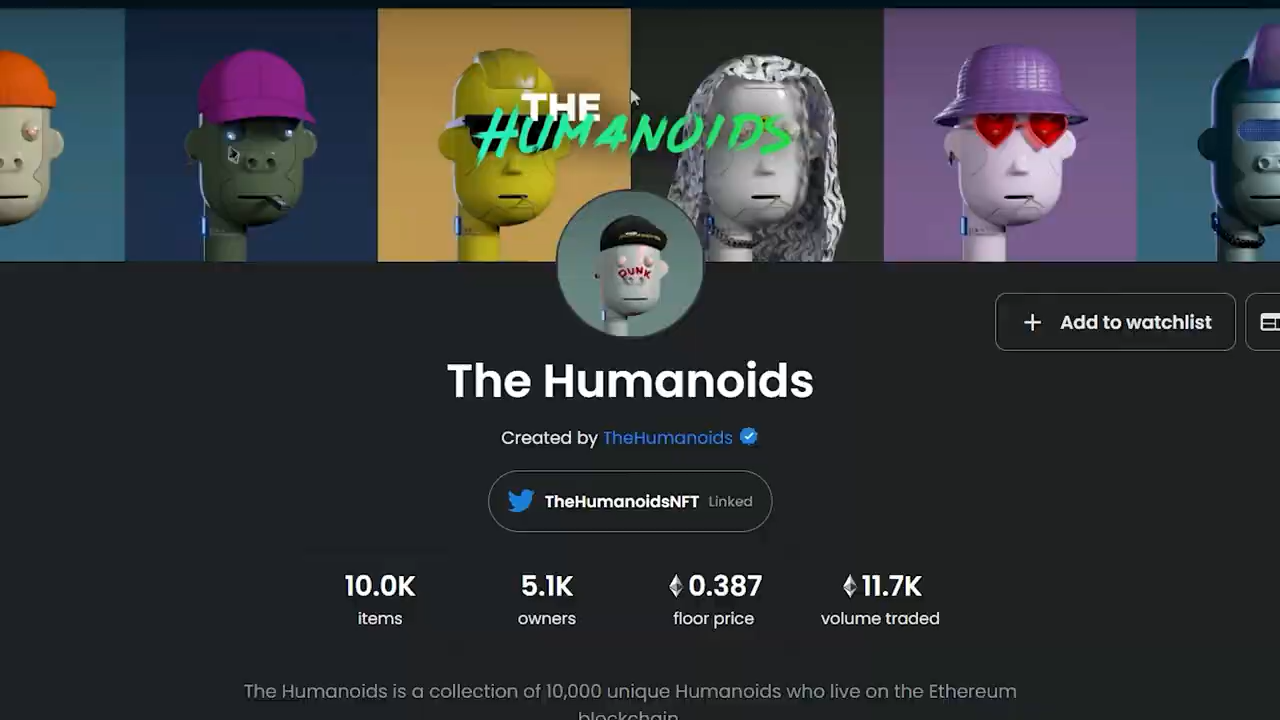 THE
HUMANOIDS
PUNK
Add to watchlist
The Humanoids
Created by TheHumanoids
TheHumanoidsNFT Linked
10.0K 5.1K 0.387 11.7K
items owners floor price volume traded
The Humanoids is a collection of 10,000 unique Humanoids who live on the Ethereum
blockchain.